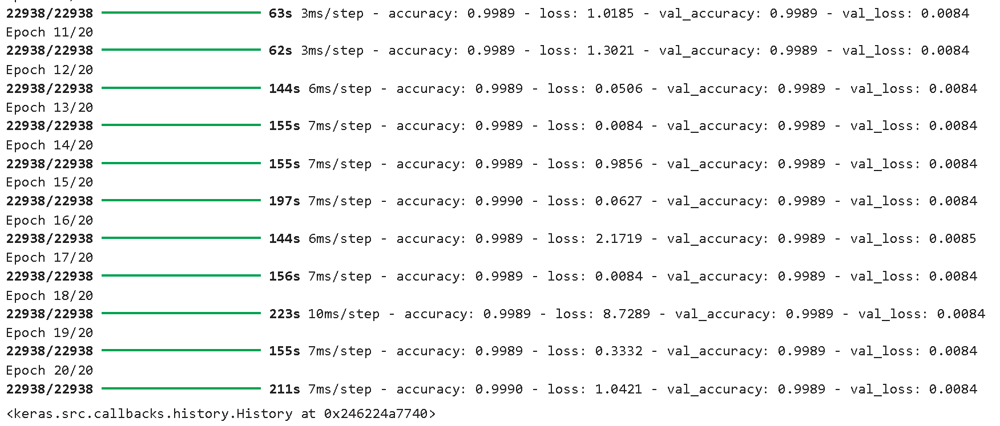 22938/22938 63s 3ms/step - accuracy: 0.9989 - loss: 1.0185 - val_accuracy: 0.9989 - val_loss: 0.0084
Epoch 11/20
22938/22938 62s 3ms/step - accuracy: 0.9989 - loss: 1.3021 - val_accuracy: 0.9989 - val_loss: 0.0084
Epoch 12/20
22938/22938 144s 6ms/step - accuracy: 0.9989 - loss: 0.0506 - val_accuracy: 0.9989 - val_loss: 0.0084
Epoch 13/20
22938/22938 155s 7ms/step - accuracy: 0.9989 - loss: 0.0084 - val_accuracy: 0.9989 - val_loss: 0.0084
Epoch 14/20
22938/22938 155s 7ms/step - accuracy: 0.9989 - loss: 0.9856 - val_accuracy: 0.9989 - val_loss: 0.0084
Epoch 15/20
22938/22938 197s 7ms/step - accuracy: 0.9990 - loss: 0.0627 - val_accuracy: 0.9989 - val_loss: 0.0084
Epoch 16/20
22938/22938 144s 6ms/step - accuracy: 0.9989 - loss: 2.1719 - val_accuracy: 0.9989 - val_loss: 0.0085
Epoch 17/20
22938/22938 156s 7ms/step - accuracy: 0.9989 - loss: 0.0084 - val_accuracy: 0.9989 - val_loss: 0.0084
Epoch 18/20
22938/22938 223s 10ms/step - accuracy: 0.9989 - loss: 8.7289 - val_accuracy: 0.9989 - val_loss: 0.0084
Epoch 19/20
22938/22938 155s 7ms/step - accuracy: 0.9989 - loss: 0.3332 - val_accuracy: 0.9989 - val_loss: 0.0084
Epoch 20/20
22938/22938 211s 7ms/step - accuracy: 0.9990 - loss: 1.0421 - val_accuracy: 0.9989 - val_loss: 0.0084
<keras.src.callbacks.history.History at 0x246224a7740>